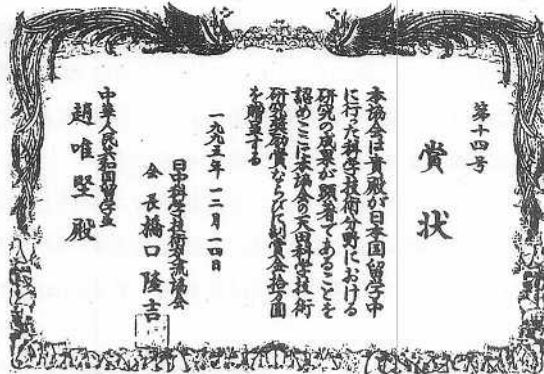 第十四号
賞状
本協会は貴殿が日本国留学中
に行った科学技術分野における
研究の成果が顕著であることを
認めここに本協会の天田科学技術
研究奨励賞ならびに副賞金拾万円
を贈呈する
一九九五年 一二月 一四日
日中科学技術交流協会
会長 橋口隆吉
中華人民共和国留学生
趙唯堅 殿